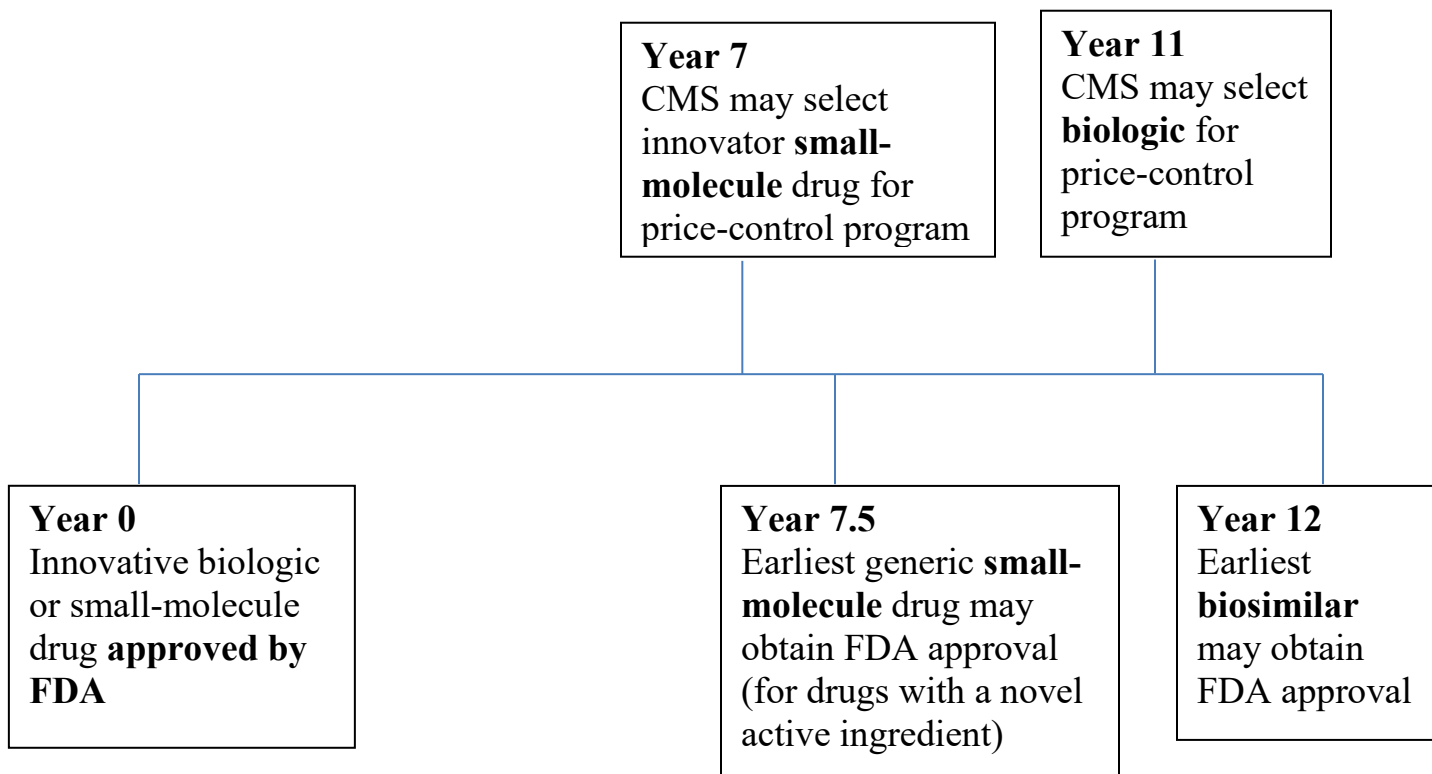 Year 7
CMS may select
innovator small-
molecule drug for
price-control program
Year 11
CMS may select
biologic for
price-control
program
Year 0
Innovative biologic
or small-molecule
drug approved by
FDA
Year 7.5
Earliest generic small-
molecule drug may
obtain FDA approval
(for drugs with a novel
active ingredient)
Year 12
Earliest
biosimilar
may obtain
FDA approval